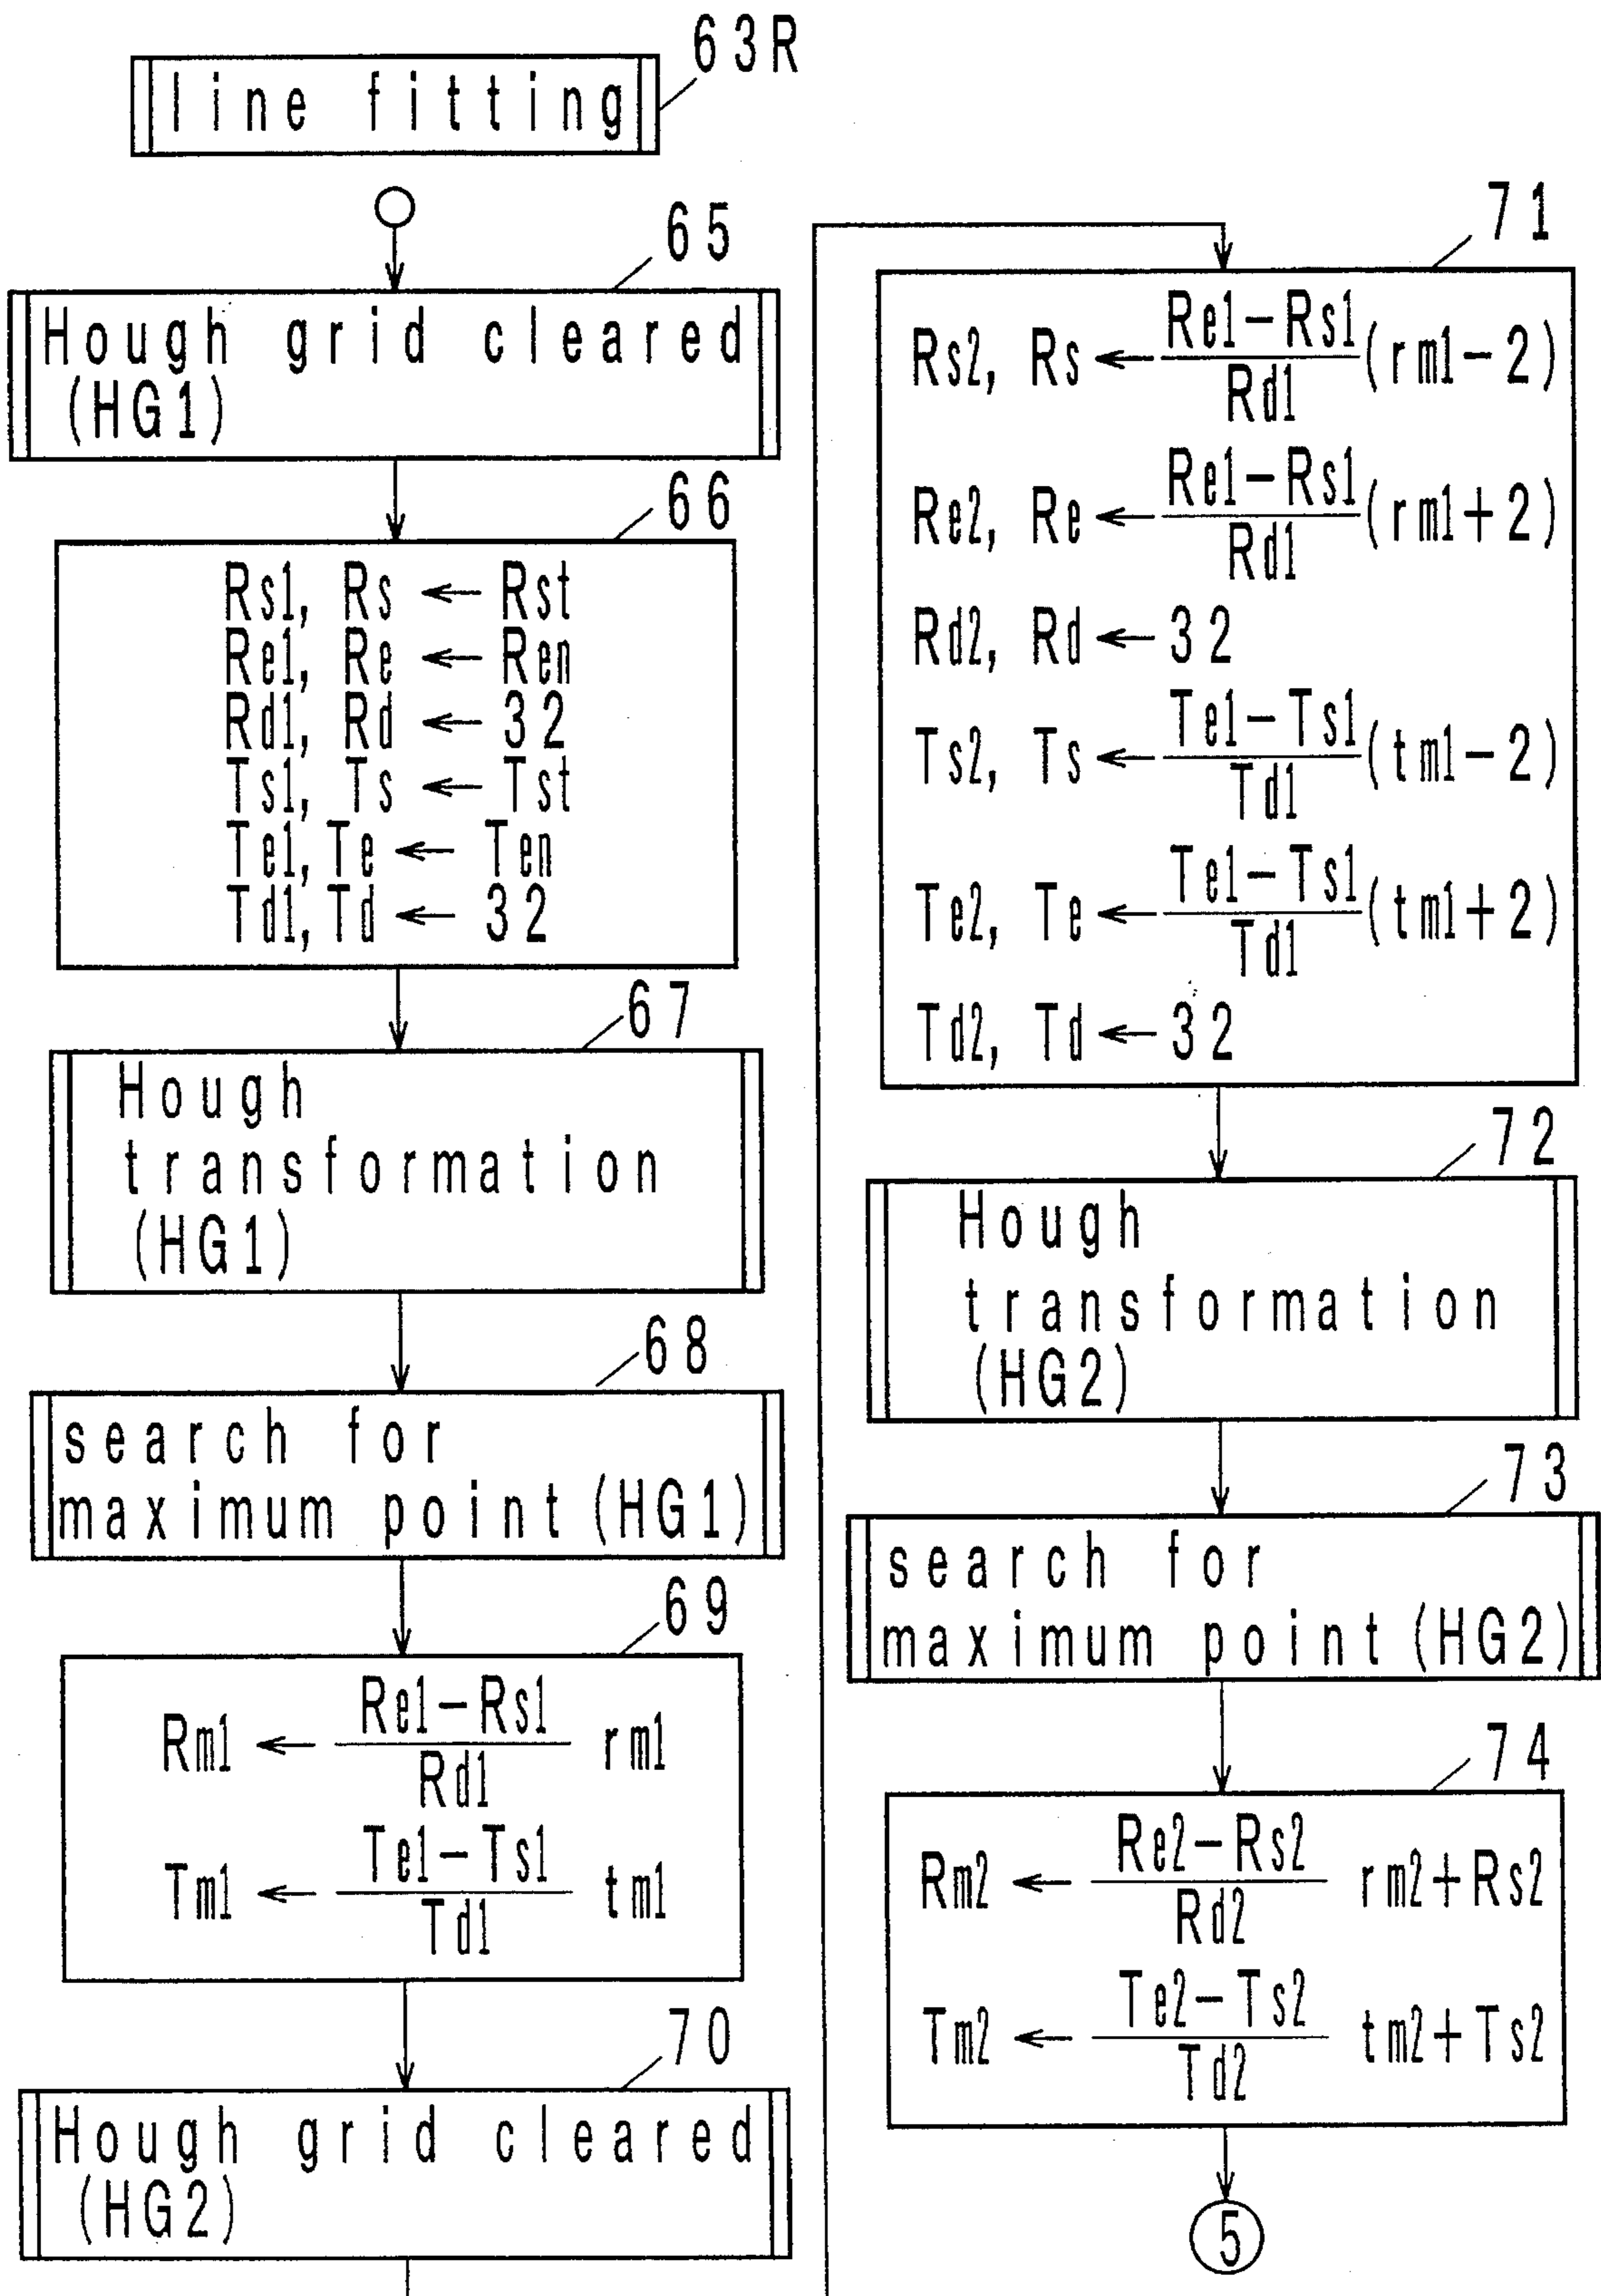 63R
line fitting
65
Hough grid cleared
(HG1)
66
Rs1, Rs ← Rst
Re1, Re ← Ren
Rd1, Rd ← 32
Ts1, Ts ← Tst
Te1, Te ← Ten
Td1, Td ← 32
67
Hough
transformation
(HG1)
68
search for
maximum point (HG1)
69
Re1−Rs1
Rm1 ← rm1
Rd1
Te1−Ts1
Tm1 ← tm1
Td1
70
Hough grid cleared
(HG2)
71
Re1−Rs1
Rs2, Rs ← (rm1−2)
Rd1
Re1−Rs1
Re2, Re ← (rm1+2)
Rd1
Rd2, Rd ← 32
Te1−Ts1
Ts2, Ts ← (tm1−2)
Td1
Te1−Ts1
Te2, Te ← (tm1+2)
Td1
Td2, Td ← 32
72
Hough
transformation
(HG2)
73
search for
maximum point (HG2)
74
Re2−Rs2
Rm2 ← rm2+Rs2
Rd2
Te2−Ts2
Tm2 ← tm2+Ts2
Td2
5